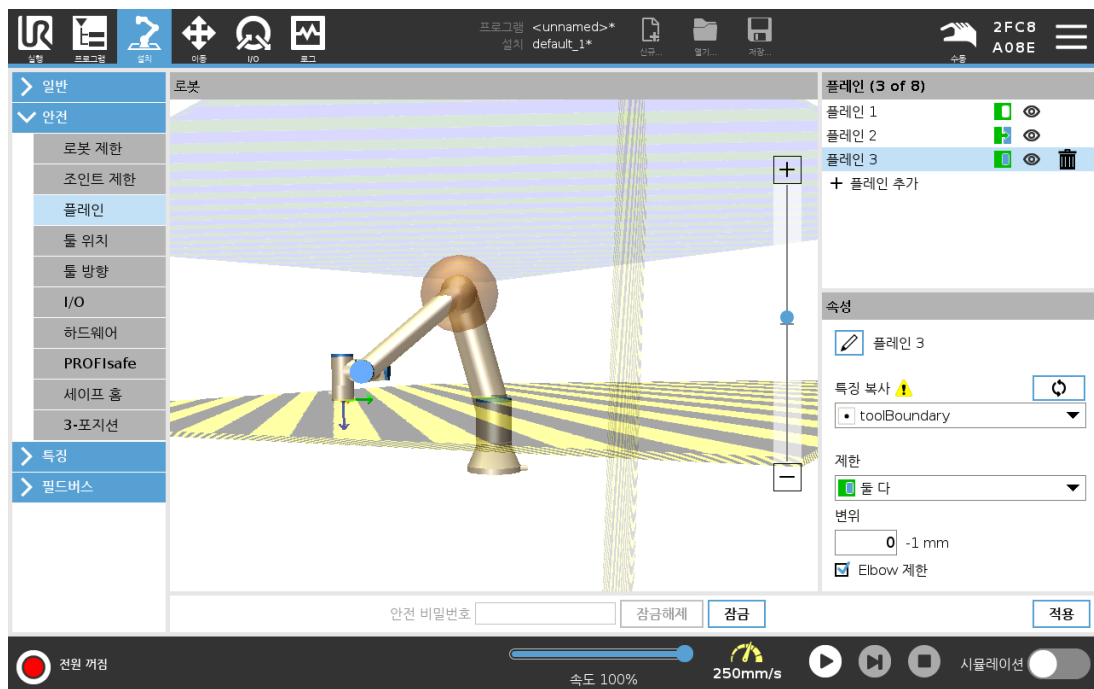 UR
실행
프로그램
설치
이동
I/O
로그
프로그램 <unnamed>*
설치 default_1*
신규...
열기...
저장...
수동
2FC8
A08E
일반
안전
로봇 제한
조인트 제한
플레인
툴 위치
툴 방향
I/O
하드웨어
PROFIsafe
세이프 홈
3-포지션
특징
필드버스
로봇
플레인 (3 of 8)
플레인 1
플레인 2
플레인 3
+ 플레인 추가
속성
플레인 3
특징 복사
toolBoundary
제한
둘 다
변위
0 -1 mm
Elbow 제한
안전 비밀번호 잠금해제 잠금 적용
전원 꺼짐
속도 100%
250mm/s
시뮬레이션